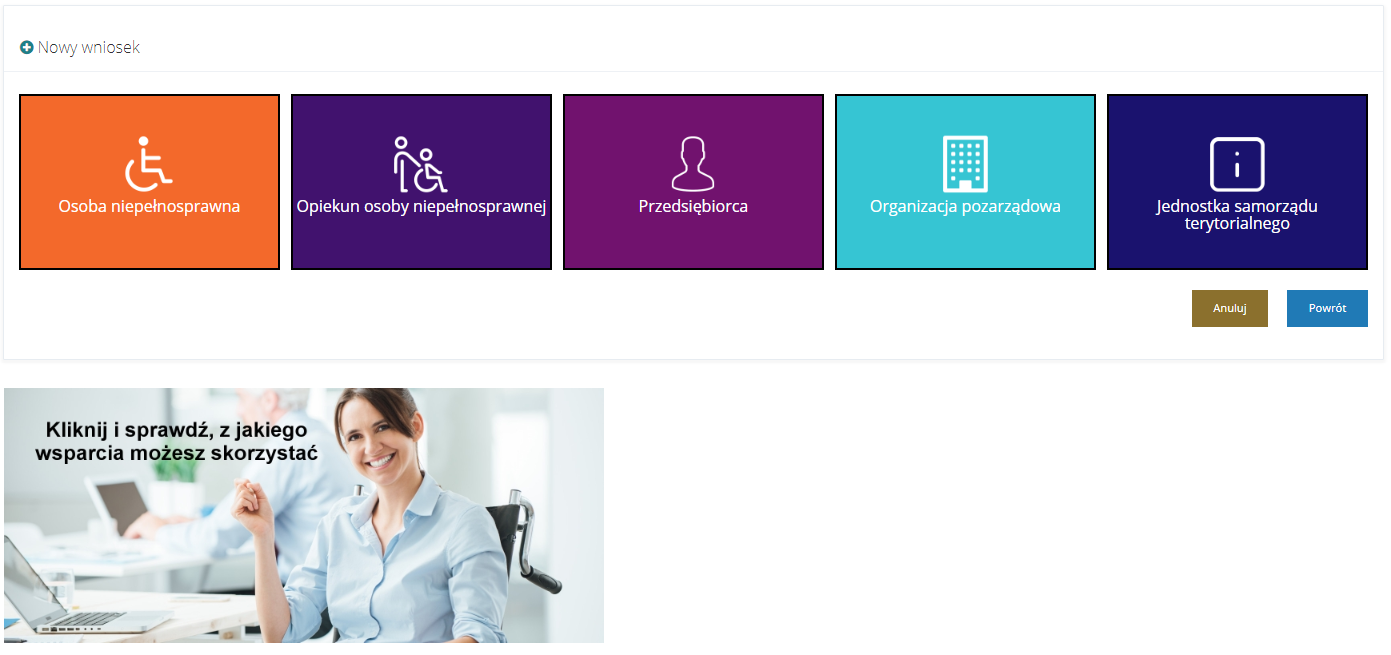 Nowy wniosek
Osoba niepełnosprawna
Opiekun osoby niepełnosprawnej
Przedsiębiorca
Organizacja pozarządowa
Jednostka samorządu
terytorialnego
Anuluj
Powrót
Kliknij i sprawdź, z jakiego
wsparcia możesz skorzystać